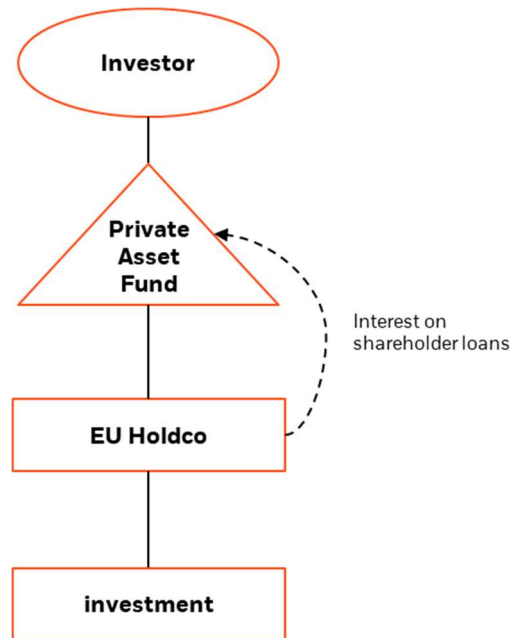 Investor
Private
Asset
Fund
Interest on
shareholder loans
EU Holdco
investment